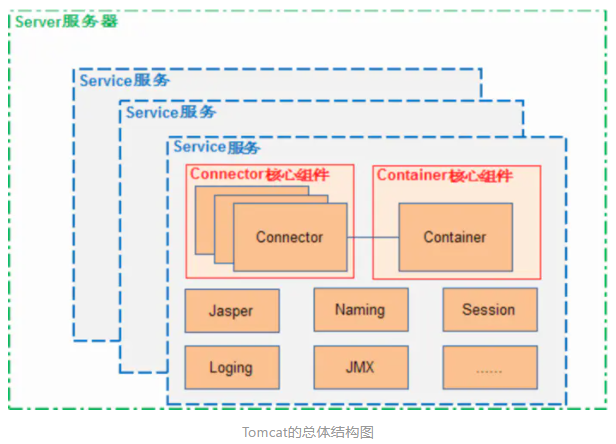 Server服务器
Service服务
Service服务
Service服务
Connector核心组件
Container核心组件
Connector
Container
Jasper
Naming
Session
Loging
JMX
......
Tomcat的总体结构图